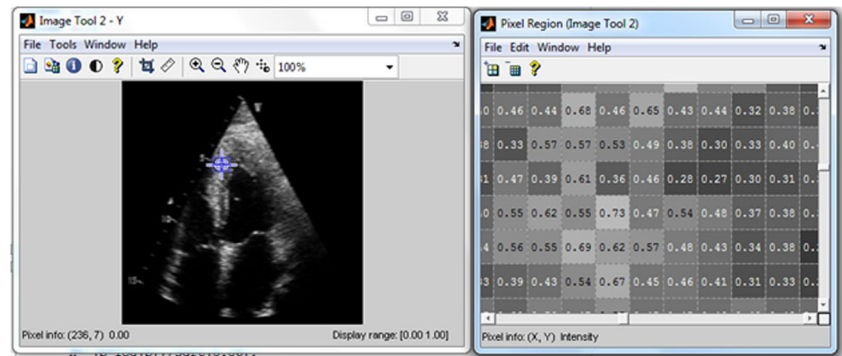 Image Tool 2 - Y
File Tools Window Help
100%
Pixel info: (236, 7) 0.00
Display range: [0.00 1.00]
Pixel Region (Image Tool 2)
File Edit Window Help
0.46 0.44 0.68 0.46 0.65 0.43 0.44 0.32 0.38
0.33 0.57 0.57 0.53 0.49 0.38 0.30 0.33 0.40
0.47 0.39 0.61 0.36 0.46 0.28 0.27 0.30 0.31
0.55 0.62 0.55 0.73 0.47 0.54 0.48 0.37 0.38
0.56 0.55 0.69 0.62 0.57 0.48 0.43 0.34 0.38
0.39 0.43 0.54 0.67 0.45 0.46 0.41 0.31 0.33
Pixel info: (X, Y) Intensity